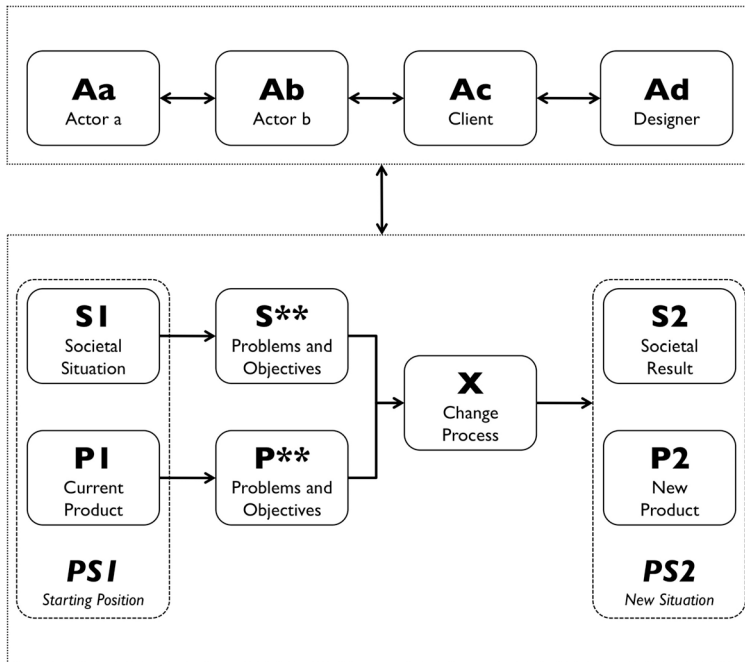 Aa
Actor a
Ab
Actor b
Ac
Client
Ad
Designer
S1
Societal
Situation
S**
Problems and
Objectives
S2
Societal
Result
X
Change
Process
P1
Current
Product
P**
Problems and
Objectives
P2
New
Product
PS1
Starting Position
PS2
New Situation